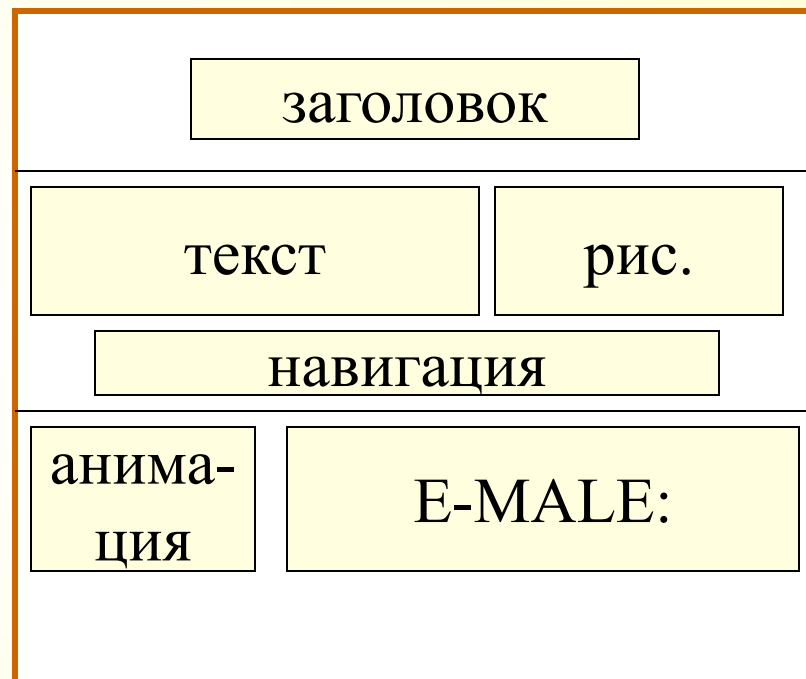 заголовок
текст
рис.
навигация
анима-
ция
E-MALE: